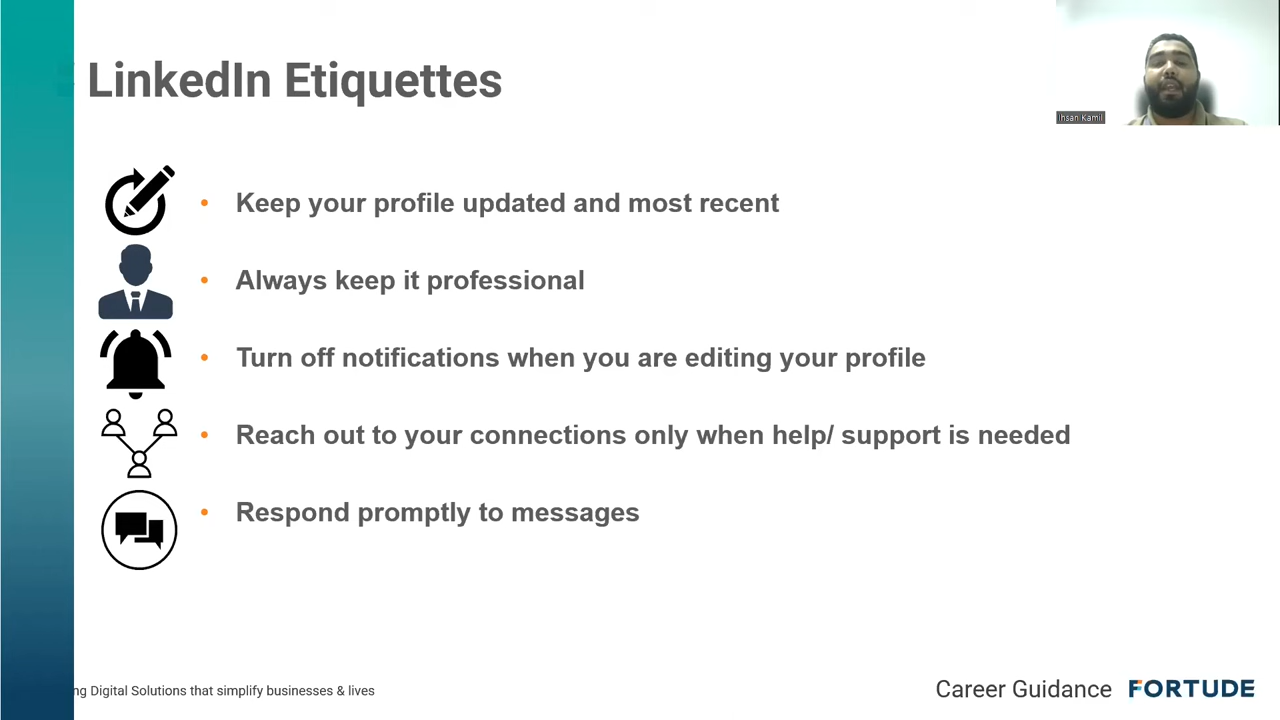 LinkedIn Etiquettes
Ihsan Kamil
• Keep your profile updated and most recent
• Always keep it professional
• Turn off notifications when you are editing your profile
• Reach out to your connections only when help/ support is needed
• Respond promptly to messages
ng Digital Solutions that simplify businesses & lives
Career Guidance FORTUDE